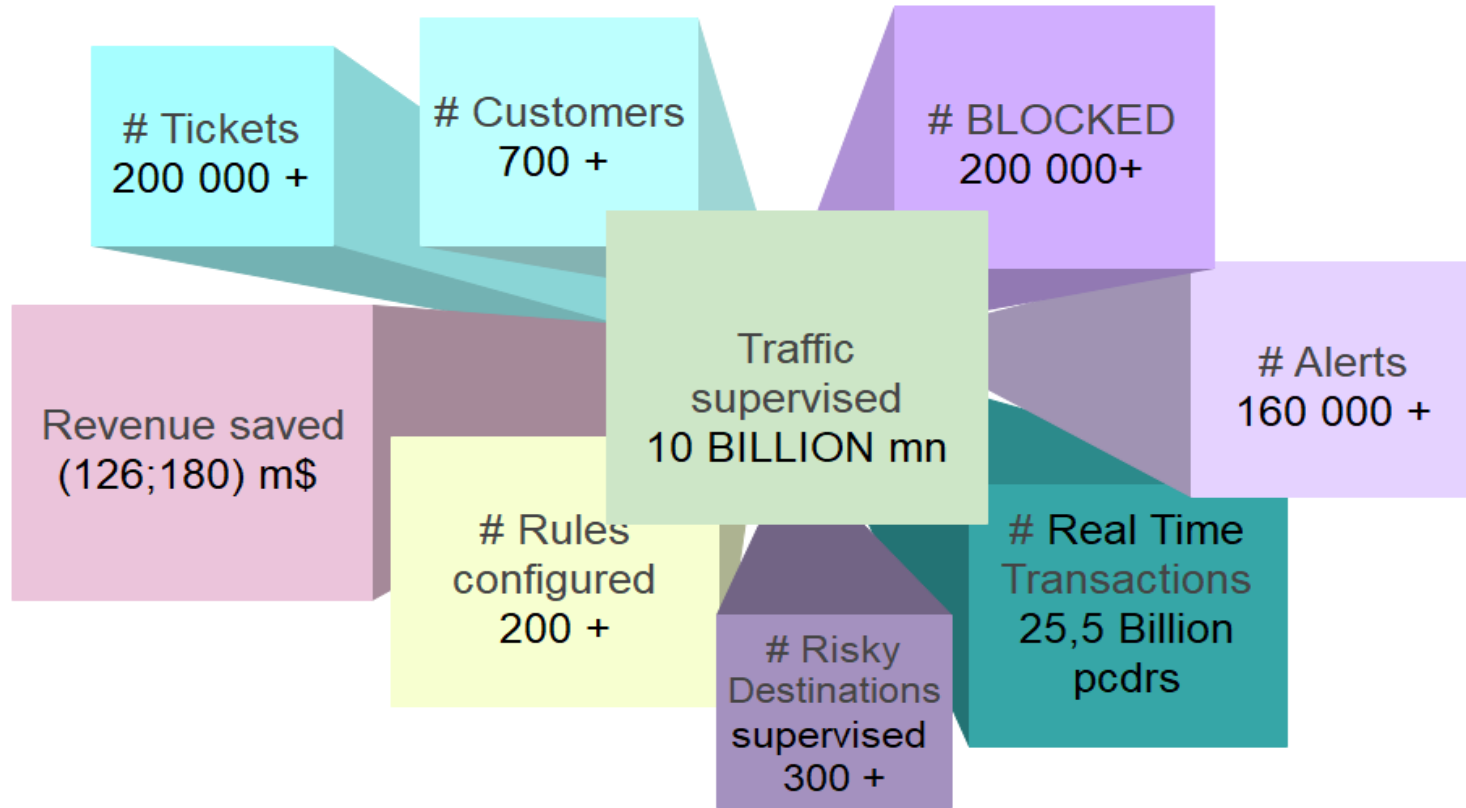 # Tickets
200 000 +
# Customers
700 +
# BLOCKED
200 000+
Revenue saved
(126;180) m$
Traffic
supervised
10 BILLION mn
# Alerts
160 000 +
# Rules
configured
200 +
# Risky
Destinations
supervised
300 +
# Real Time
Transactions
25,5 Billion
pcdrs